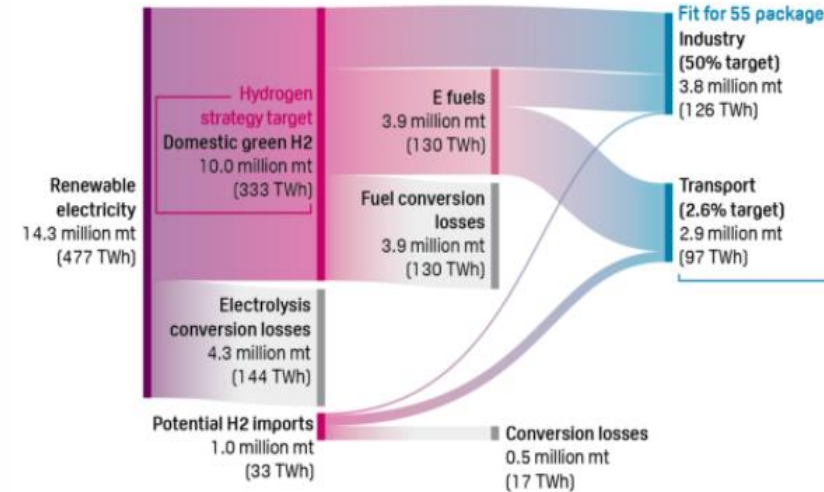 Fit for 55 package
Industry
(50% target)
3.8 million mt
(126 TWh)
Hydrogen
strategy target
Domestic green H2
10.0 million mt
(333 TWh)
E fuels
3.9 million mt
(130 TWh)
Renewable
electricity
14.3 million mt
(477 TWh)
Fuel conversion
losses
3.9 million mt
(130 TWh)
Transport
(2.6% target)
2.9 million mt
(97 TWh)
Electrolysis
conversion losses
4.3 million mt
(144 TWh)
Potential H2 imports
1.0 million mt
(33 TWh)
Conversion losses
0.5 million mt
(17 TWh)